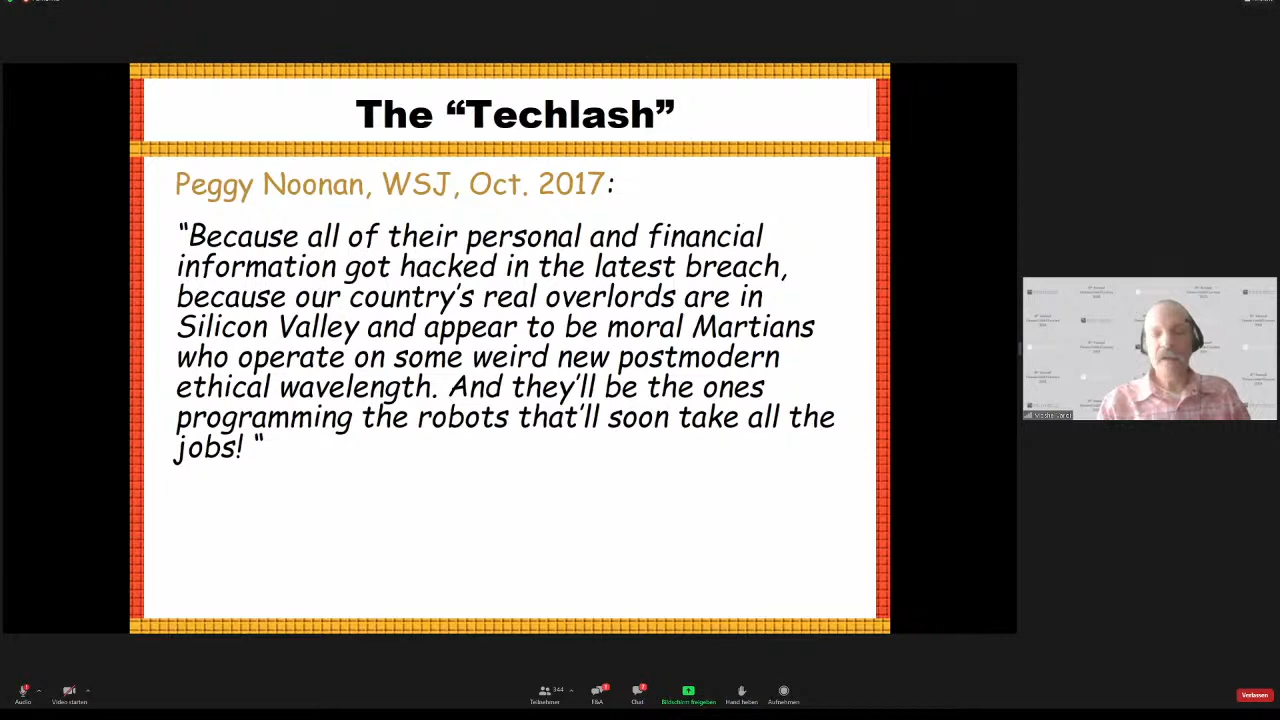 The “Techlash”
Peggy Noonan, WSJ, Oct. 2017:
“Because all of their personal and financial
information got hacked in the latest breach,
because our country’s real overlords are in
Silicon Valley and appear to be moral Martians
who operate on some weird new postmodern
ethical wavelength. And they’ll be the ones
programming the robots that’ll soon take all the
jobs! “
Audio
Video starten
344
Teilnehmer
F&A
Chat
Bildschirm freigeben
Hand heben
Aufnehmen
Verlassen